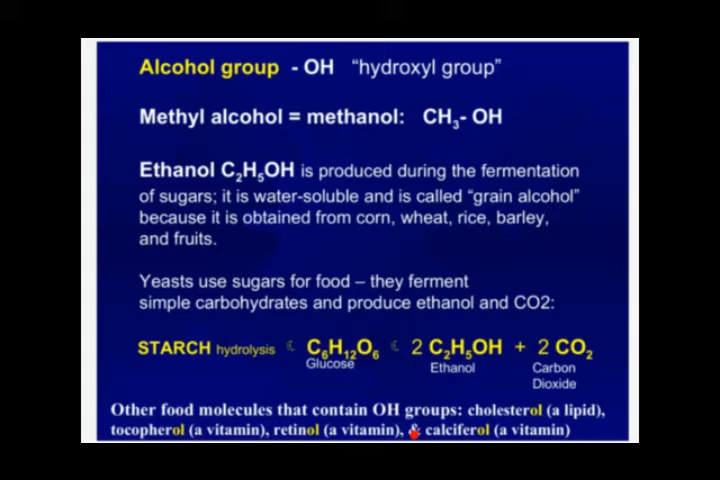 Alcohol group - OH "hydroxyl group"
Methyl alcohol = methanol: CH3- OH
Ethanol C2H5OH is produced during the fermentation
of sugars; it is water-soluble and is called "grain alcohol"
because it is obtained from corn, wheat, rice, barley,
and fruits.
Yeasts use sugars for food – they ferment
simple carbohydrates and produce ethanol and CO2:
STARCH hydrolysis ☾ C6H12O6 ☾ 2 C2H5OH + 2 CO2
Glucose Ethanol Carbon
Dioxide
Other food molecules that contain OH groups: cholesterol (a lipid),
tocopherol (a vitamin), retinol (a vitamin), & calciferol (a vitamin)